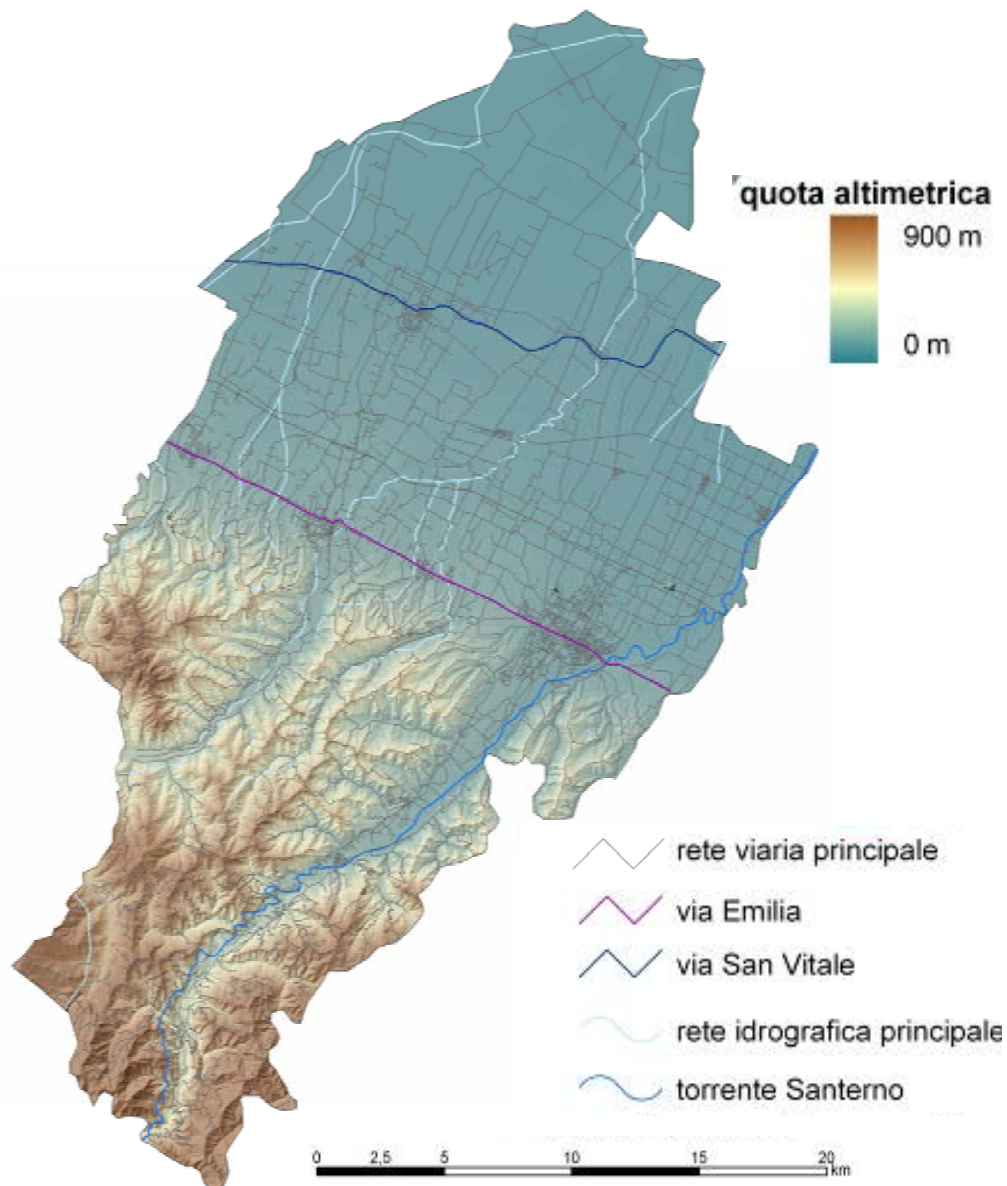 quota altimetrica
900 m
0 m
rete viaria principale
via Emilia
via San Vitale
rete idrografica principale
torrente Santerno
0 2,5 5 10 15 20
km